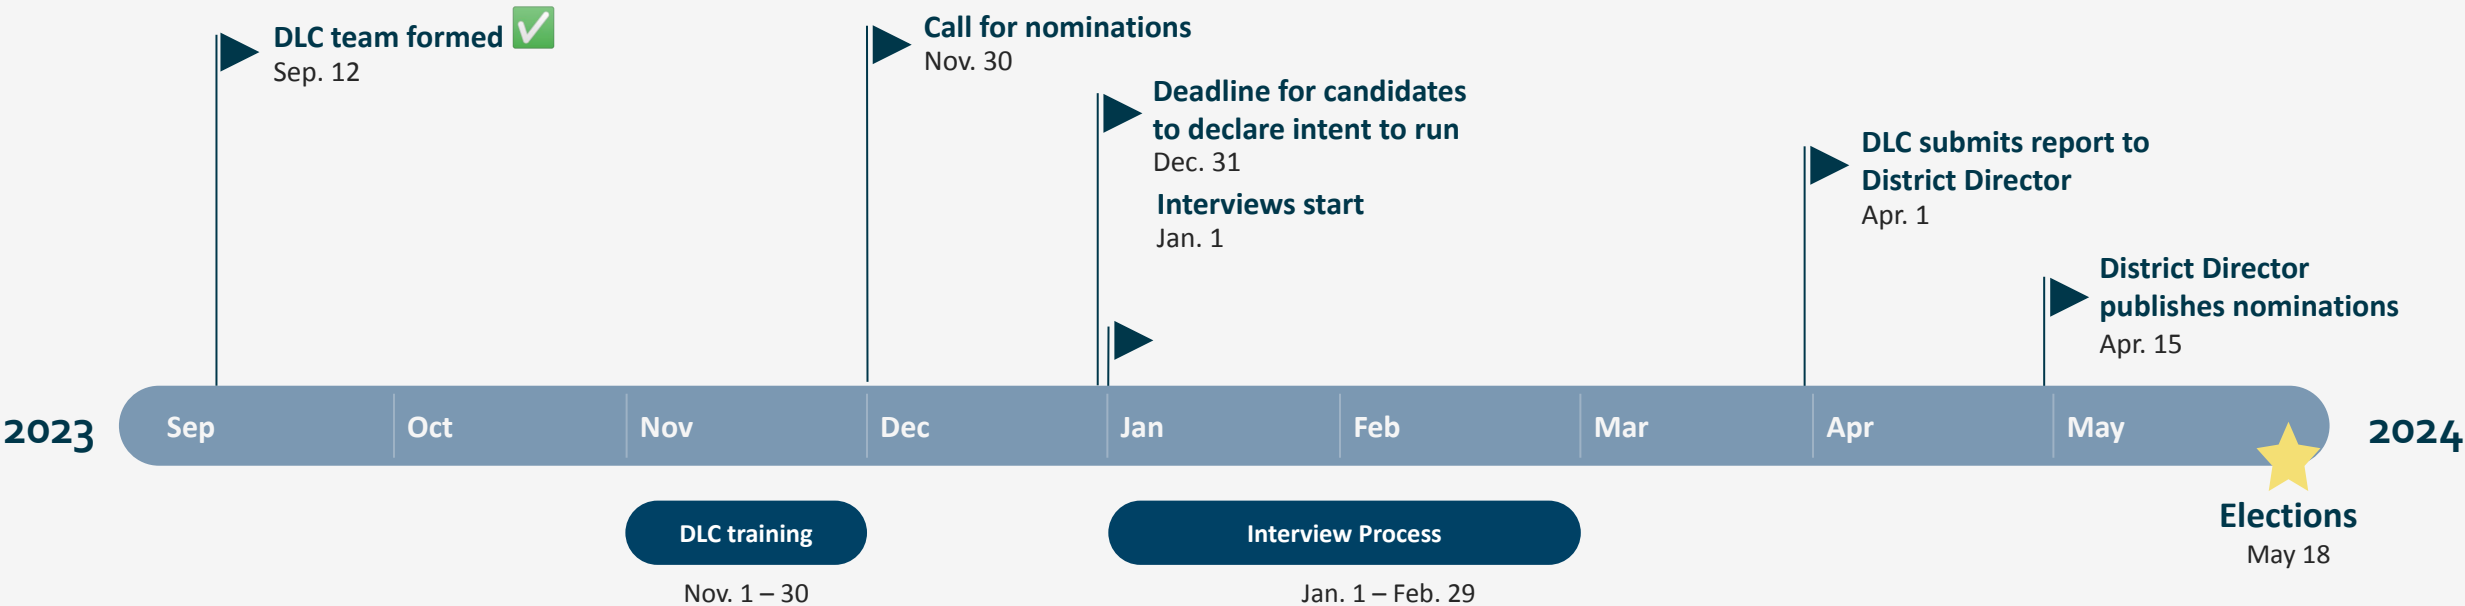 DLC team formed ✅
Sep. 12
Call for nominations
Nov. 30
Deadline for candidates
to declare intent to run
Dec. 31
Interviews start
Jan. 1
DLC submits report to
District Director
Apr. 1
District Director
publishes nominations
Apr. 15
2023
Sep
Oct
Nov
Dec
Jan
Feb
Mar
Apr
May
2024
DLC training
Nov. 1 – 30
Interview Process
Jan. 1 – Feb. 29
Elections
May 18